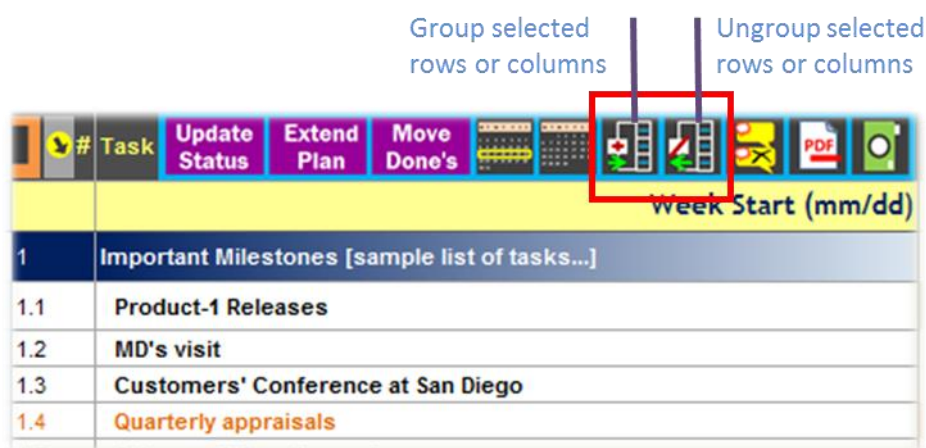 Group selected
rows or columns
Ungroup selected
rows or columns
# Task Update Status Extend Plan Move Done's PDF
Week Start (mm/dd)
1 Important Milestones [sample list of tasks...]
1.1 Product-1 Releases
1.2 MD's visit
1.3 Customers' Conference at San Diego
1.4 Quarterly appraisals